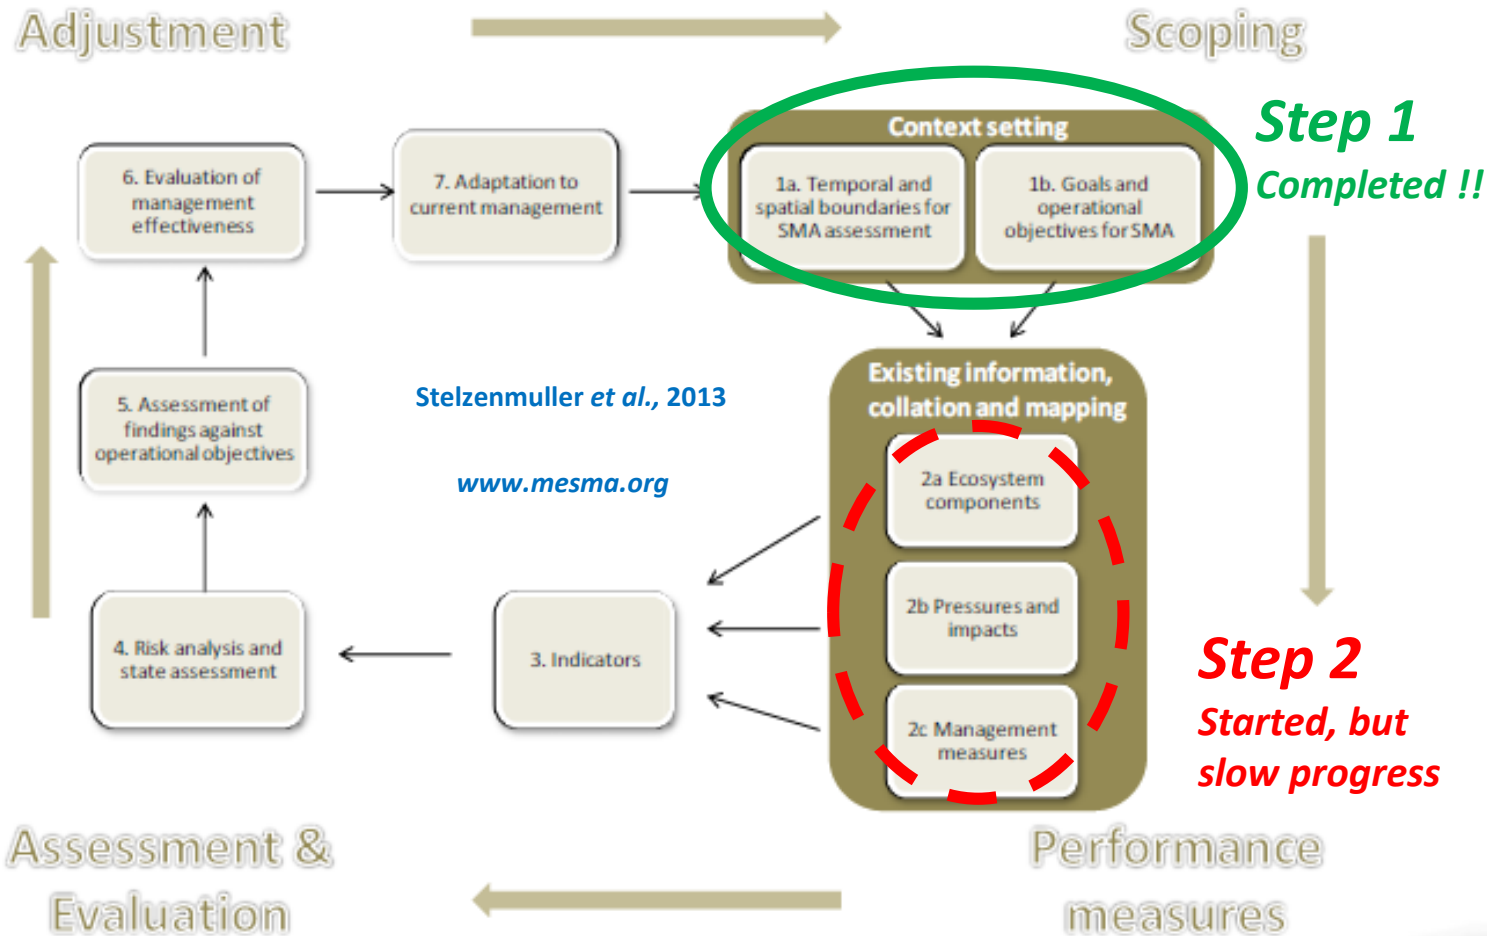 Adjustment
Scoping
Step 1
Completed !!
Context setting
1a. Temporal and
spatial boundaries for
SMA assessment
1b. Goals and
operational
objectives for SMA
6. Evaluation of
management
effectiveness
7. Adaptation to
current management
Existing information,
collation and mapping
2a Ecosystem
components
2b Pressures and
impacts
2c Management
measures
Stelzenmuller et al., 2013
www.mesma.org
5. Assessment of
findings against
operational objectives
4. Risk analysis and
state assessment
3. Indicators
Step 2
Started, but
slow progress
Assessment &
Evaluation
Performance
measures